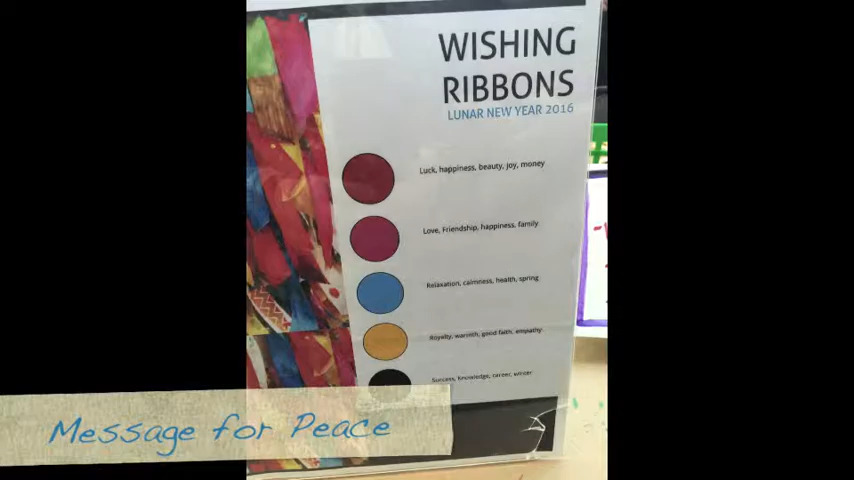 WISHING
RIBBONS
LUNAR NEW YEAR 2016
Luck, happiness, beauty, joy, money
Love, Friendship, happiness, family
Relaxation, calmness, health, spring
Royalty, warmth, good faith, empathy
Success, knowledge, career, winter
Message for Peace